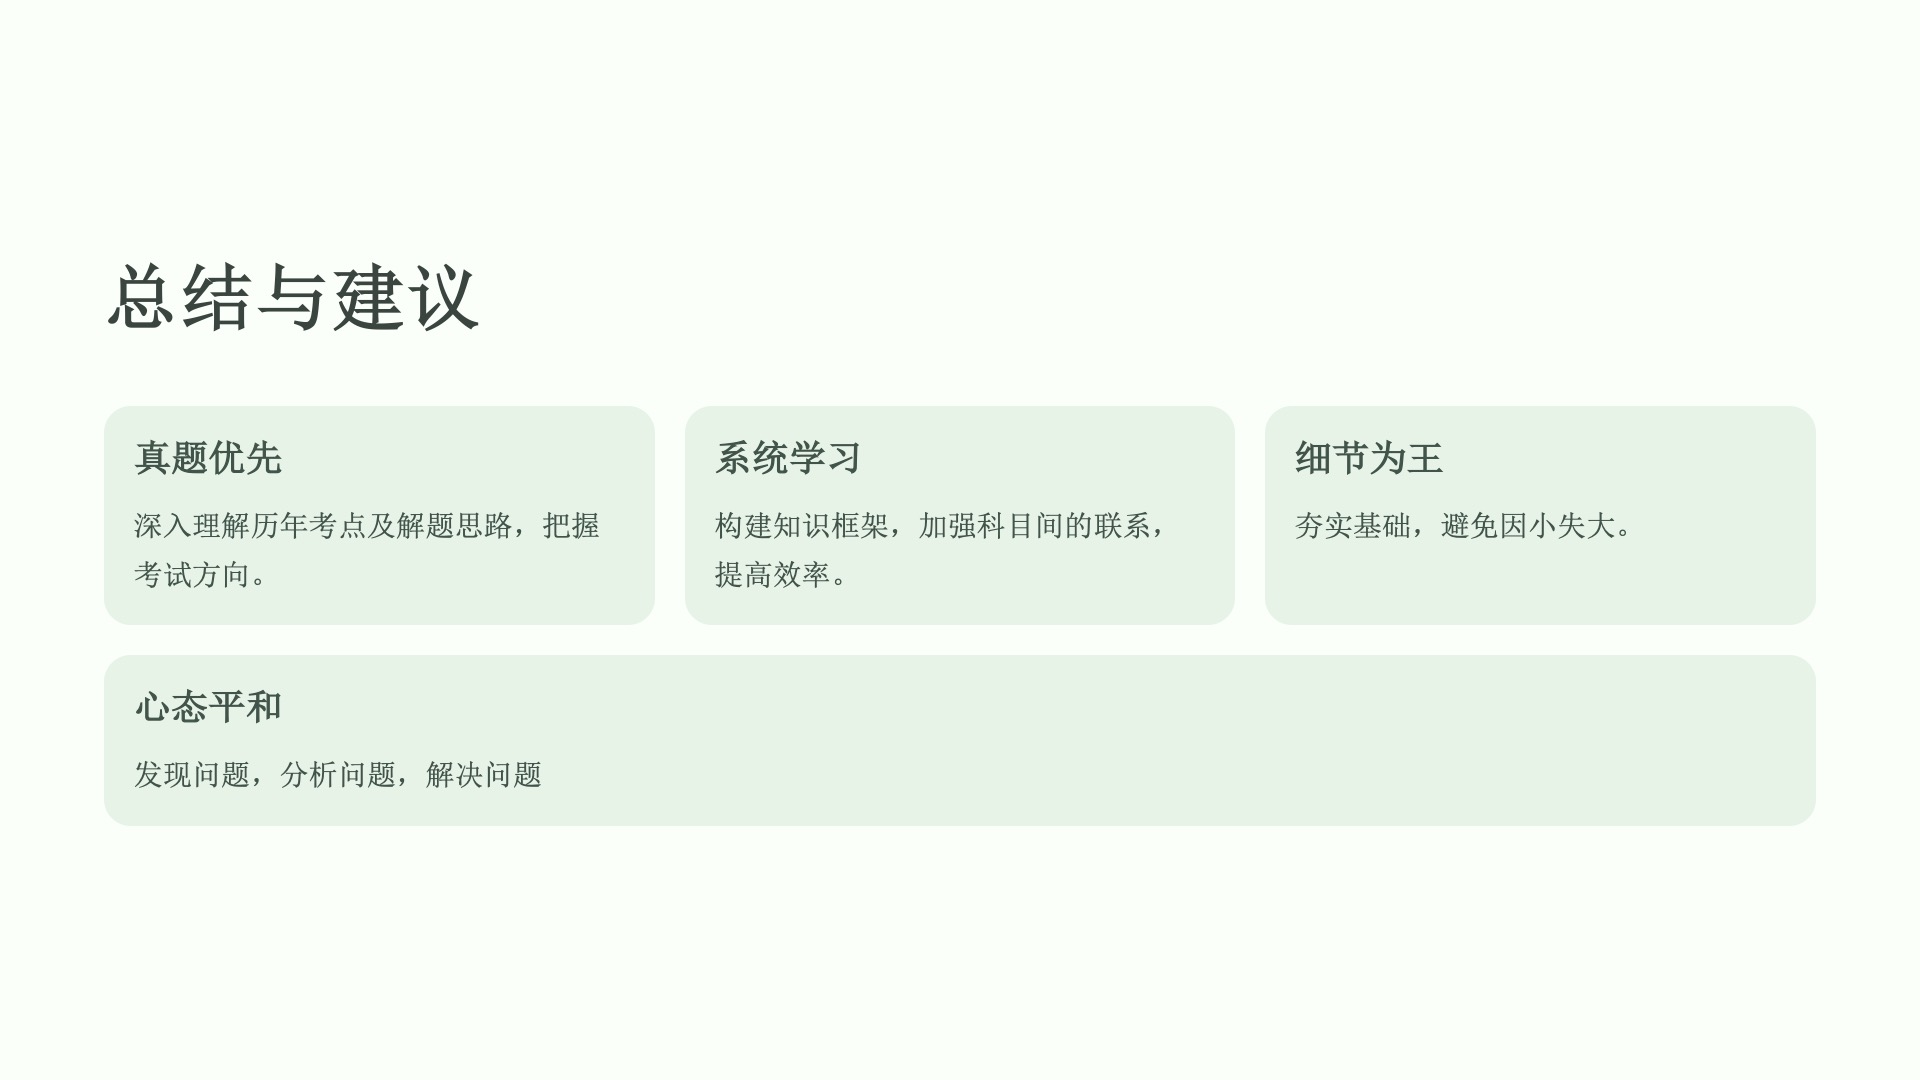 总结与建议
真题优先
深入理解历年考点及解题思路，把握
考试方向。
系统学习
构建知识框架，加强科目间的联系，
提高效率。
细节为王
夯实基础，避免因小失大。
心态平和
发现问题，分析问题，解决问题